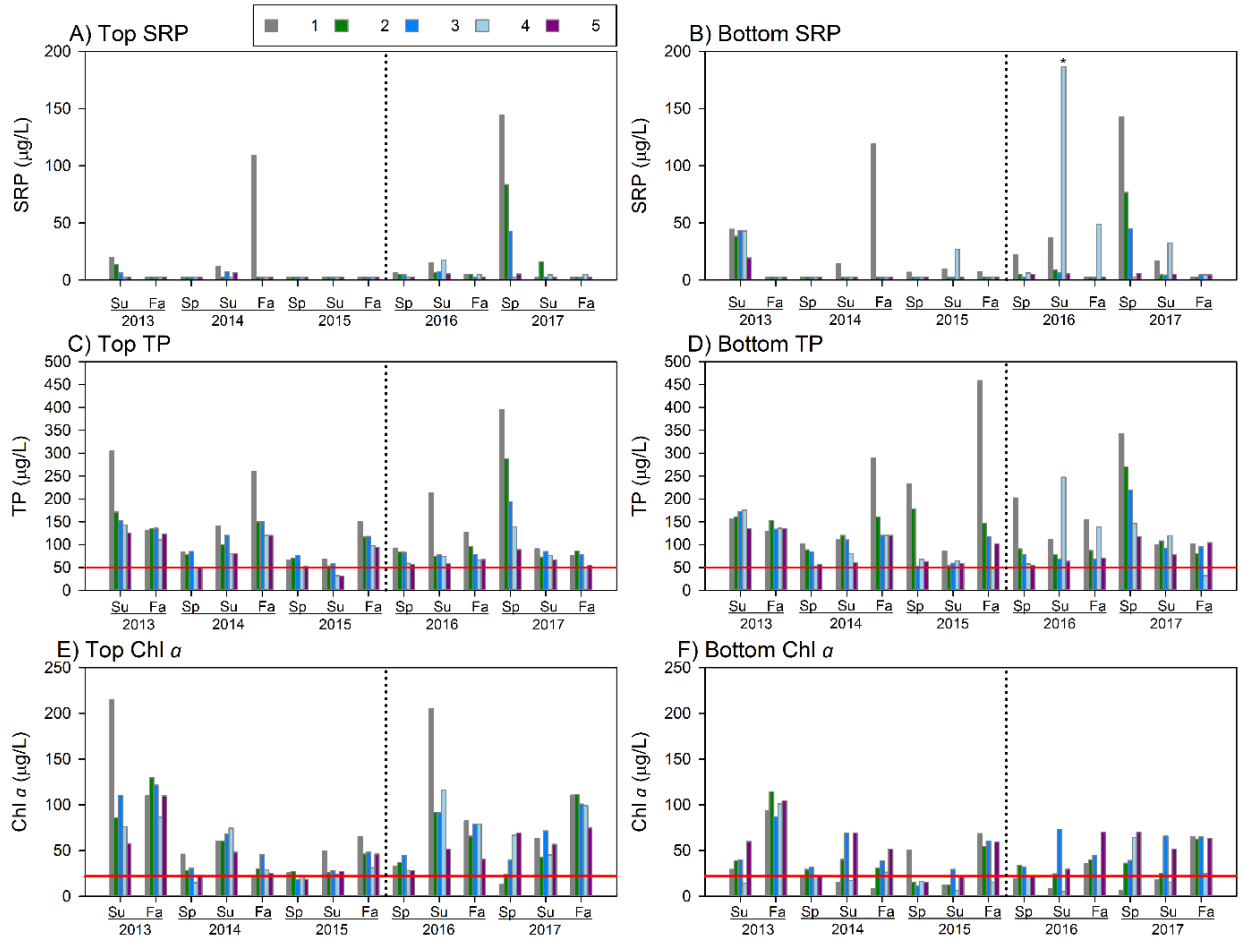 1 2 3 4 5
A) Top SRP
200
150
100
50
0
SRP (µg/L)
Su Fa Sp Su Fa Sp Su Fa Sp Su Fa Sp Su Fa
2013 2014 2015 2016 2017
B) Bottom SRP
200
150
100
50
0
SRP (µg/L)
*
Su Fa Sp Su Fa Sp Su Fa Sp Su Fa Sp Su Fa
2013 2014 2015 2016 2017
C) Top TP
500
450
400
350
300
250
200
150
100
50
0
TP (µg/L)
Su Fa Sp Su Fa Sp Su Fa Sp Su Fa Sp Su Fa
2013 2014 2015 2016 2017
D) Bottom TP
500
450
400
350
300
250
200
150
100
50
0
TP (µg/L)
Su Fa Sp Su Fa Sp Su Fa Sp Su Fa Sp Su Fa
2013 2014 2015 2016 2017
E) Top Chl a
250
200
150
100
50
0
Chl a (µg/L)
Su Fa Sp Su Fa Sp Su Fa Sp Su Fa Sp Su Fa
2013 2014 2015 2016 2017
F) Bottom Chl a
250
200
150
100
50
0
Chl a (µg/L)
Su Fa Sp Su Fa Sp Su Fa Sp Su Fa Sp Su Fa
2013 2014 2015 2016 2017